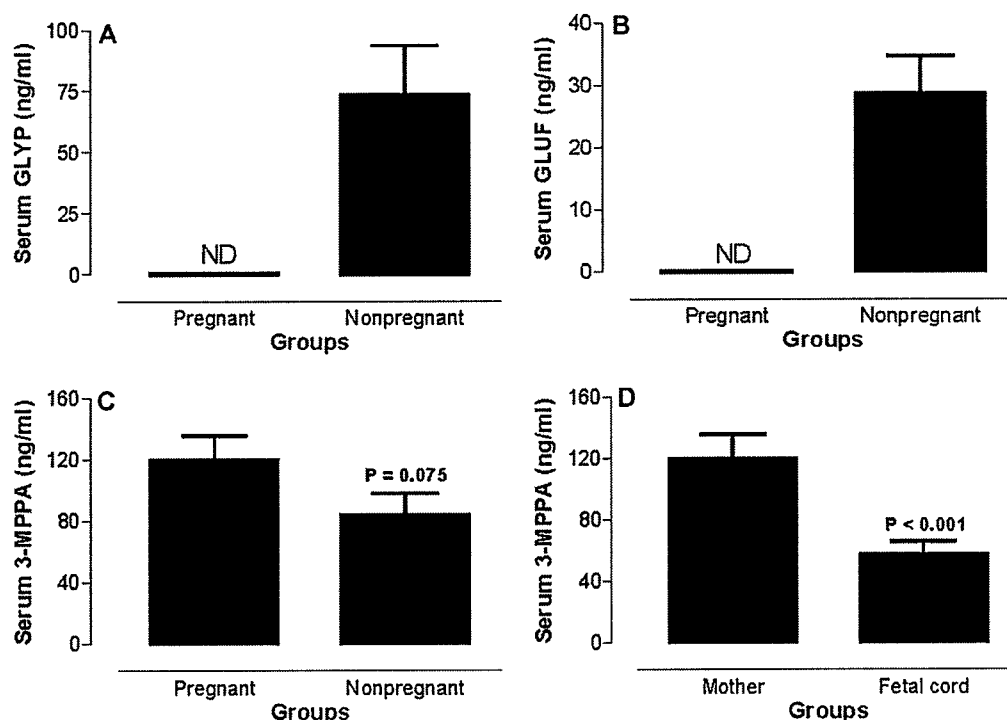 A
Serum GLYP (ng/ml)
100
75
50
25
0
ND
Pregnant Nonpregnant
Groups
B
Serum GLUF (ng/ml)
40
30
20
10
0
ND
Pregnant Nonpregnant
Groups
C
Serum 3-MPPA (ng/ml)
160
120
80
40
0
P = 0.075
Pregnant Nonpregnant
Groups
D
Serum 3-MPPA (ng/ml)
160
120
80
40
0
P < 0.001
Mother Fetal cord
Groups